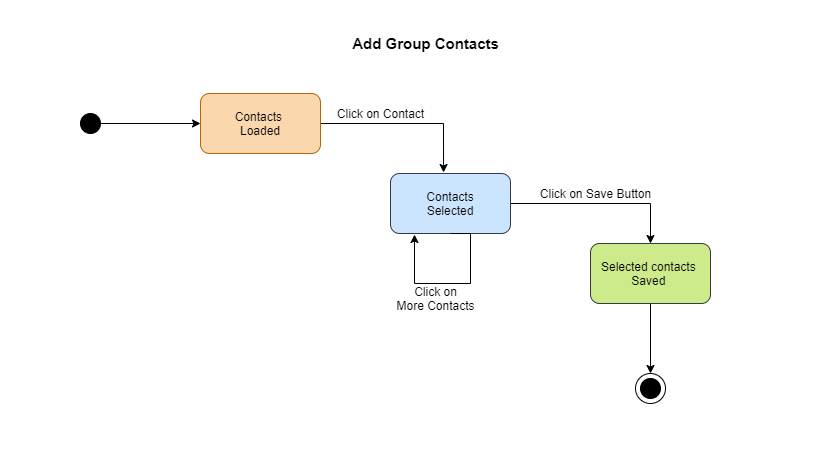 Add Group Contacts
Contacts
Loaded
Click on Contact
Contacts
Selected
Click on Save Button
Selected contacts
Saved
Click on
More Contacts